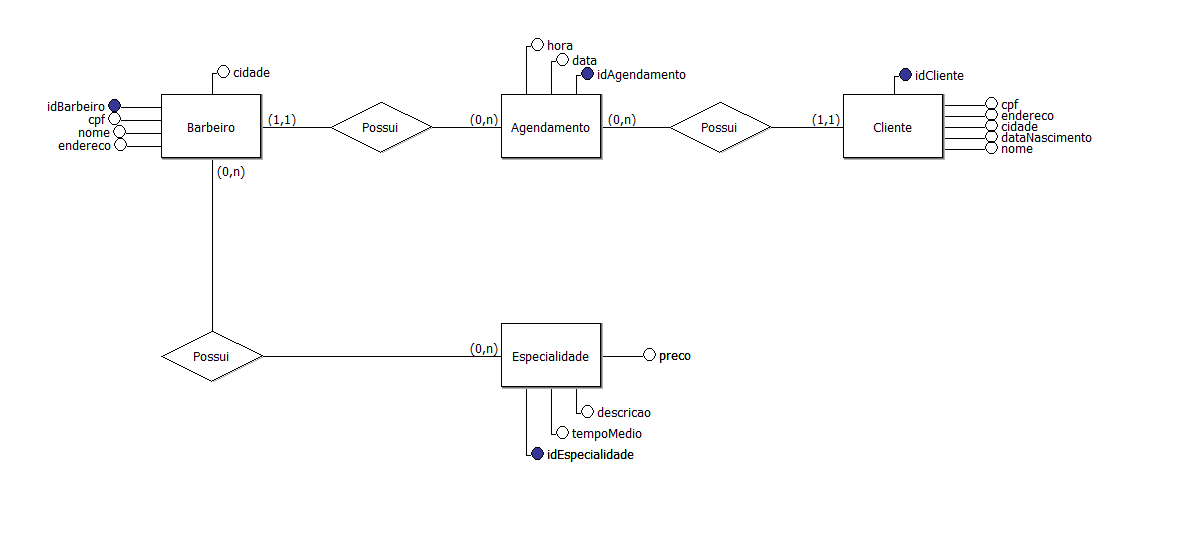 hora
data
cidade
idAgendamento
idCliente
idBarbeiro
cpf
nome
endereco
Barbeiro
(1,1)
Possui
(0,n)
Agendamento
(0,n)
Possui
(1,1)
Cliente
cpf
endereco
cidade
dataNascimento
nome
(0,n)
Possui
(0,n)
Especialidade
preco
descricao
tempoMedio
idEspecialidade